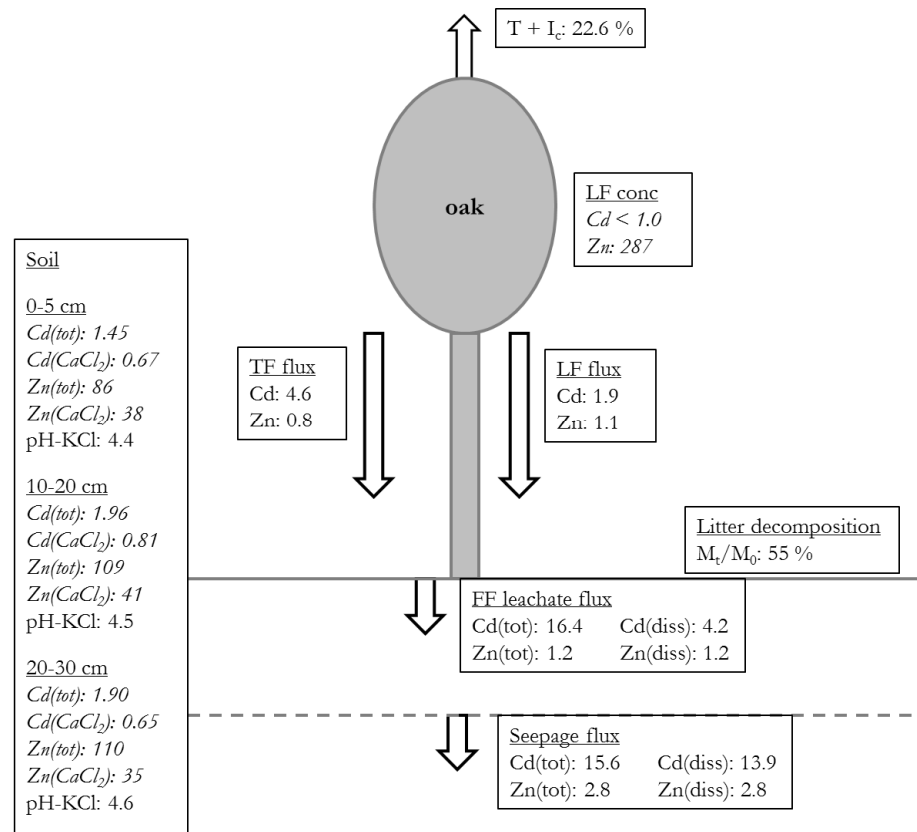 T + I_c: 22.6 %
oak
LF conc
Cd < 1.0
Zn: 287
Soil
0-5 cm
Cd(tot): 1.45
Cd(CaCl₂): 0.67
Zn(tot): 86
Zn(CaCl₂): 38
pH-KCl: 4.4
10-20 cm
Cd(tot): 1.96
Cd(CaCl₂): 0.81
Zn(tot): 109
Zn(CaCl₂): 41
pH-KCl: 4.5
20-30 cm
Cd(tot): 1.90
Cd(CaCl₂): 0.65
Zn(tot): 110
Zn(CaCl₂): 35
pH-KCl: 4.6
TF flux
Cd: 4.6
Zn: 0.8
LF flux
Cd: 1.9
Zn: 1.1
Litter decomposition
M_t/M₀: 55 %
FF leachate flux
Cd(tot): 16.4 Cd(diss): 4.2
Zn(tot): 1.2 Zn(diss): 1.2
Seepage flux
Cd(tot): 15.6 Cd(diss): 13.9
Zn(tot): 2.8 Zn(diss): 2.8